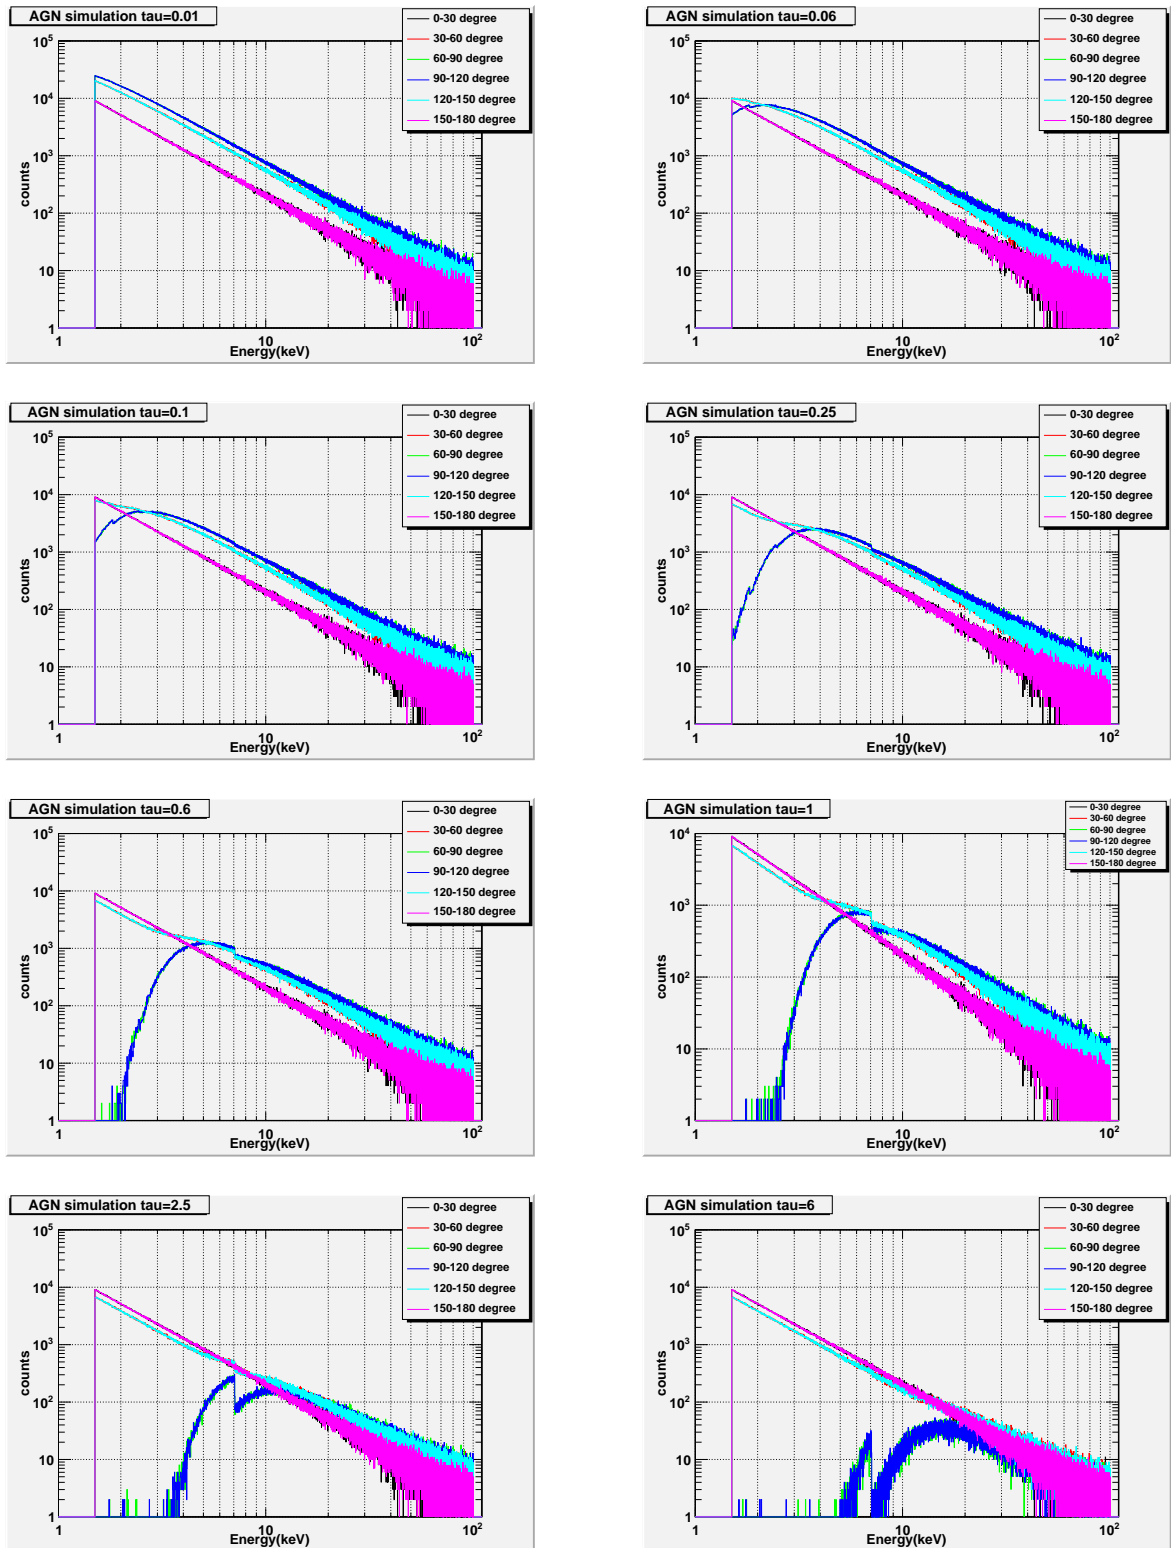 AGN simulation tau=0.01
0-30 degree
30-60 degree
60-90 degree
90-120 degree
120-150 degree
150-180 degree
counts
10^5
10^4
10^3
10^2
10
1
1
10
10^2
Energy(keV)
AGN simulation tau=0.06
0-30 degree
30-60 degree
60-90 degree
90-120 degree
120-150 degree
150-180 degree
counts
10^5
10^4
10^3
10^2
10
1
1
10
10^2
Energy(keV)
AGN simulation tau=0.1
0-30 degree
30-60 degree
60-90 degree
90-120 degree
120-150 degree
150-180 degree
counts
10^5
10^4
10^3
10^2
10
1
1
10
10^2
Energy(keV)
AGN simulation tau=0.25
0-30 degree
30-60 degree
60-90 degree
90-120 degree
120-150 degree
150-180 degree
counts
10^5
10^4
10^3
10^2
10
1
1
10
10^2
Energy(keV)
AGN simulation tau=0.6
0-30 degree
30-60 degree
60-90 degree
90-120 degree
120-150 degree
150-180 degree
counts
10^5
10^4
10^3
10^2
10
1
1
10
10^2
Energy(keV)
AGN simulation tau=1
0-30 degree
30-60 degree
60-90 degree
90-120 degree
120-150 degree
150-180 degree
counts
10^4
10^3
10^2
10
1
1
10
10^2
Energy(keV)
AGN simulation tau=2.5
0-30 degree
30-60 degree
60-90 degree
90-120 degree
120-150 degree
150-180 degree
counts
10^5
10^4
10^3
10^2
10
1
1
10
10^2
Energy(keV)
AGN simulation tau=6
0-30 degree
30-60 degree
60-90 degree
90-120 degree
120-150 degree
150-180 degree
counts
10^5
10^4
10^3
10^2
10
1
1
10
10^2
Energy(keV)